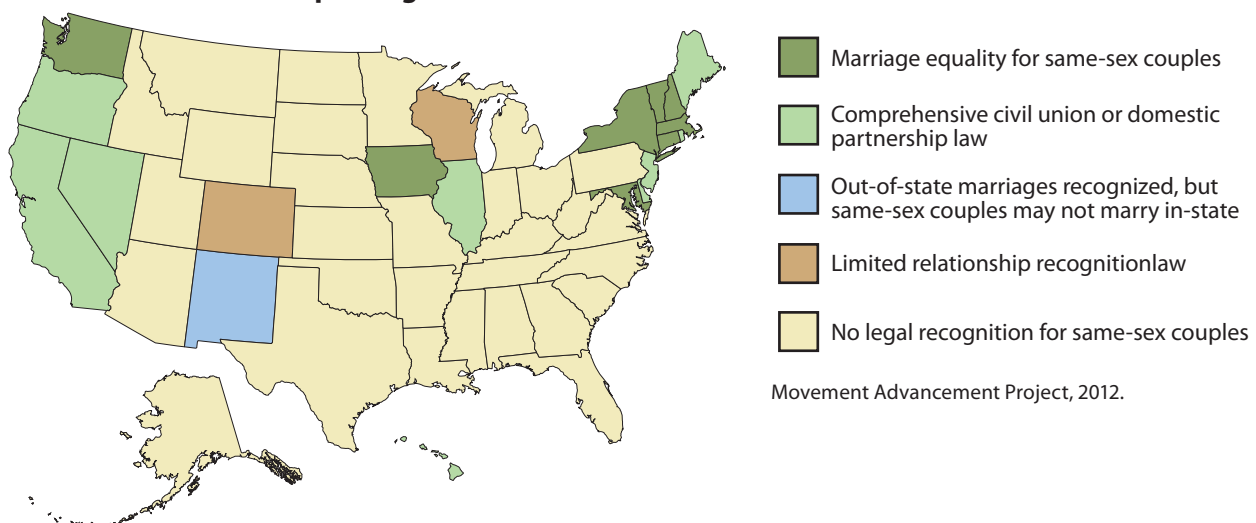 Marriage equality for same-sex couples
Comprehensive civil union or domestic
partnership law
Out-of-state marriages recognized, but
same-sex couples may not marry in-state
Limited relationship recognitionlaw
No legal recognition for same-sex couples
Movement Advancement Project, 2012.